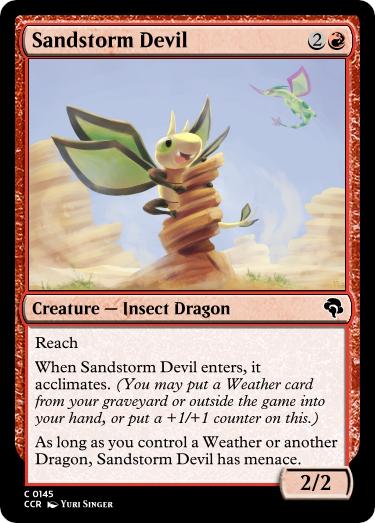 Sandstorm Devil 2
Creature — Insect Dragon
Reach
When Sandstorm Devil enters, it
acclimates. (You may put a Weather card
from your graveyard or outside the game into
your hand, or put a +1/+1 counter on this.)
As long as you control a Weather or another
Dragon, Sandstorm Devil has menace.
2/2
C 0145
CCR Yuri Singer